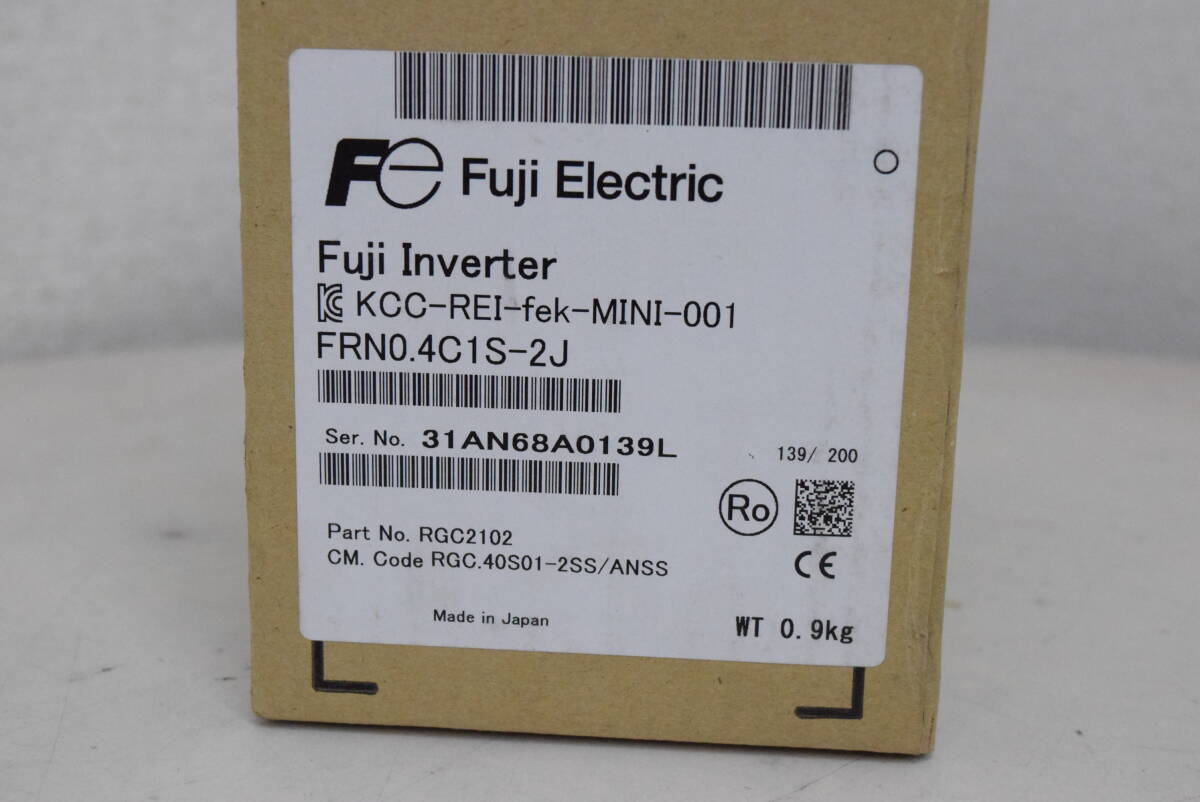 Fe Fuji Electric
Fuji Inverter
KC KCC-REI-fek-MINI-001
FRN0.4C1S-2J
Ser. No. 31AN68A0139L 139/ 200
Ro
Part No. RGC2102
CM. Code RGC.40S01-2SS/ANSS
CE
Made in Japan
WT 0.9kg